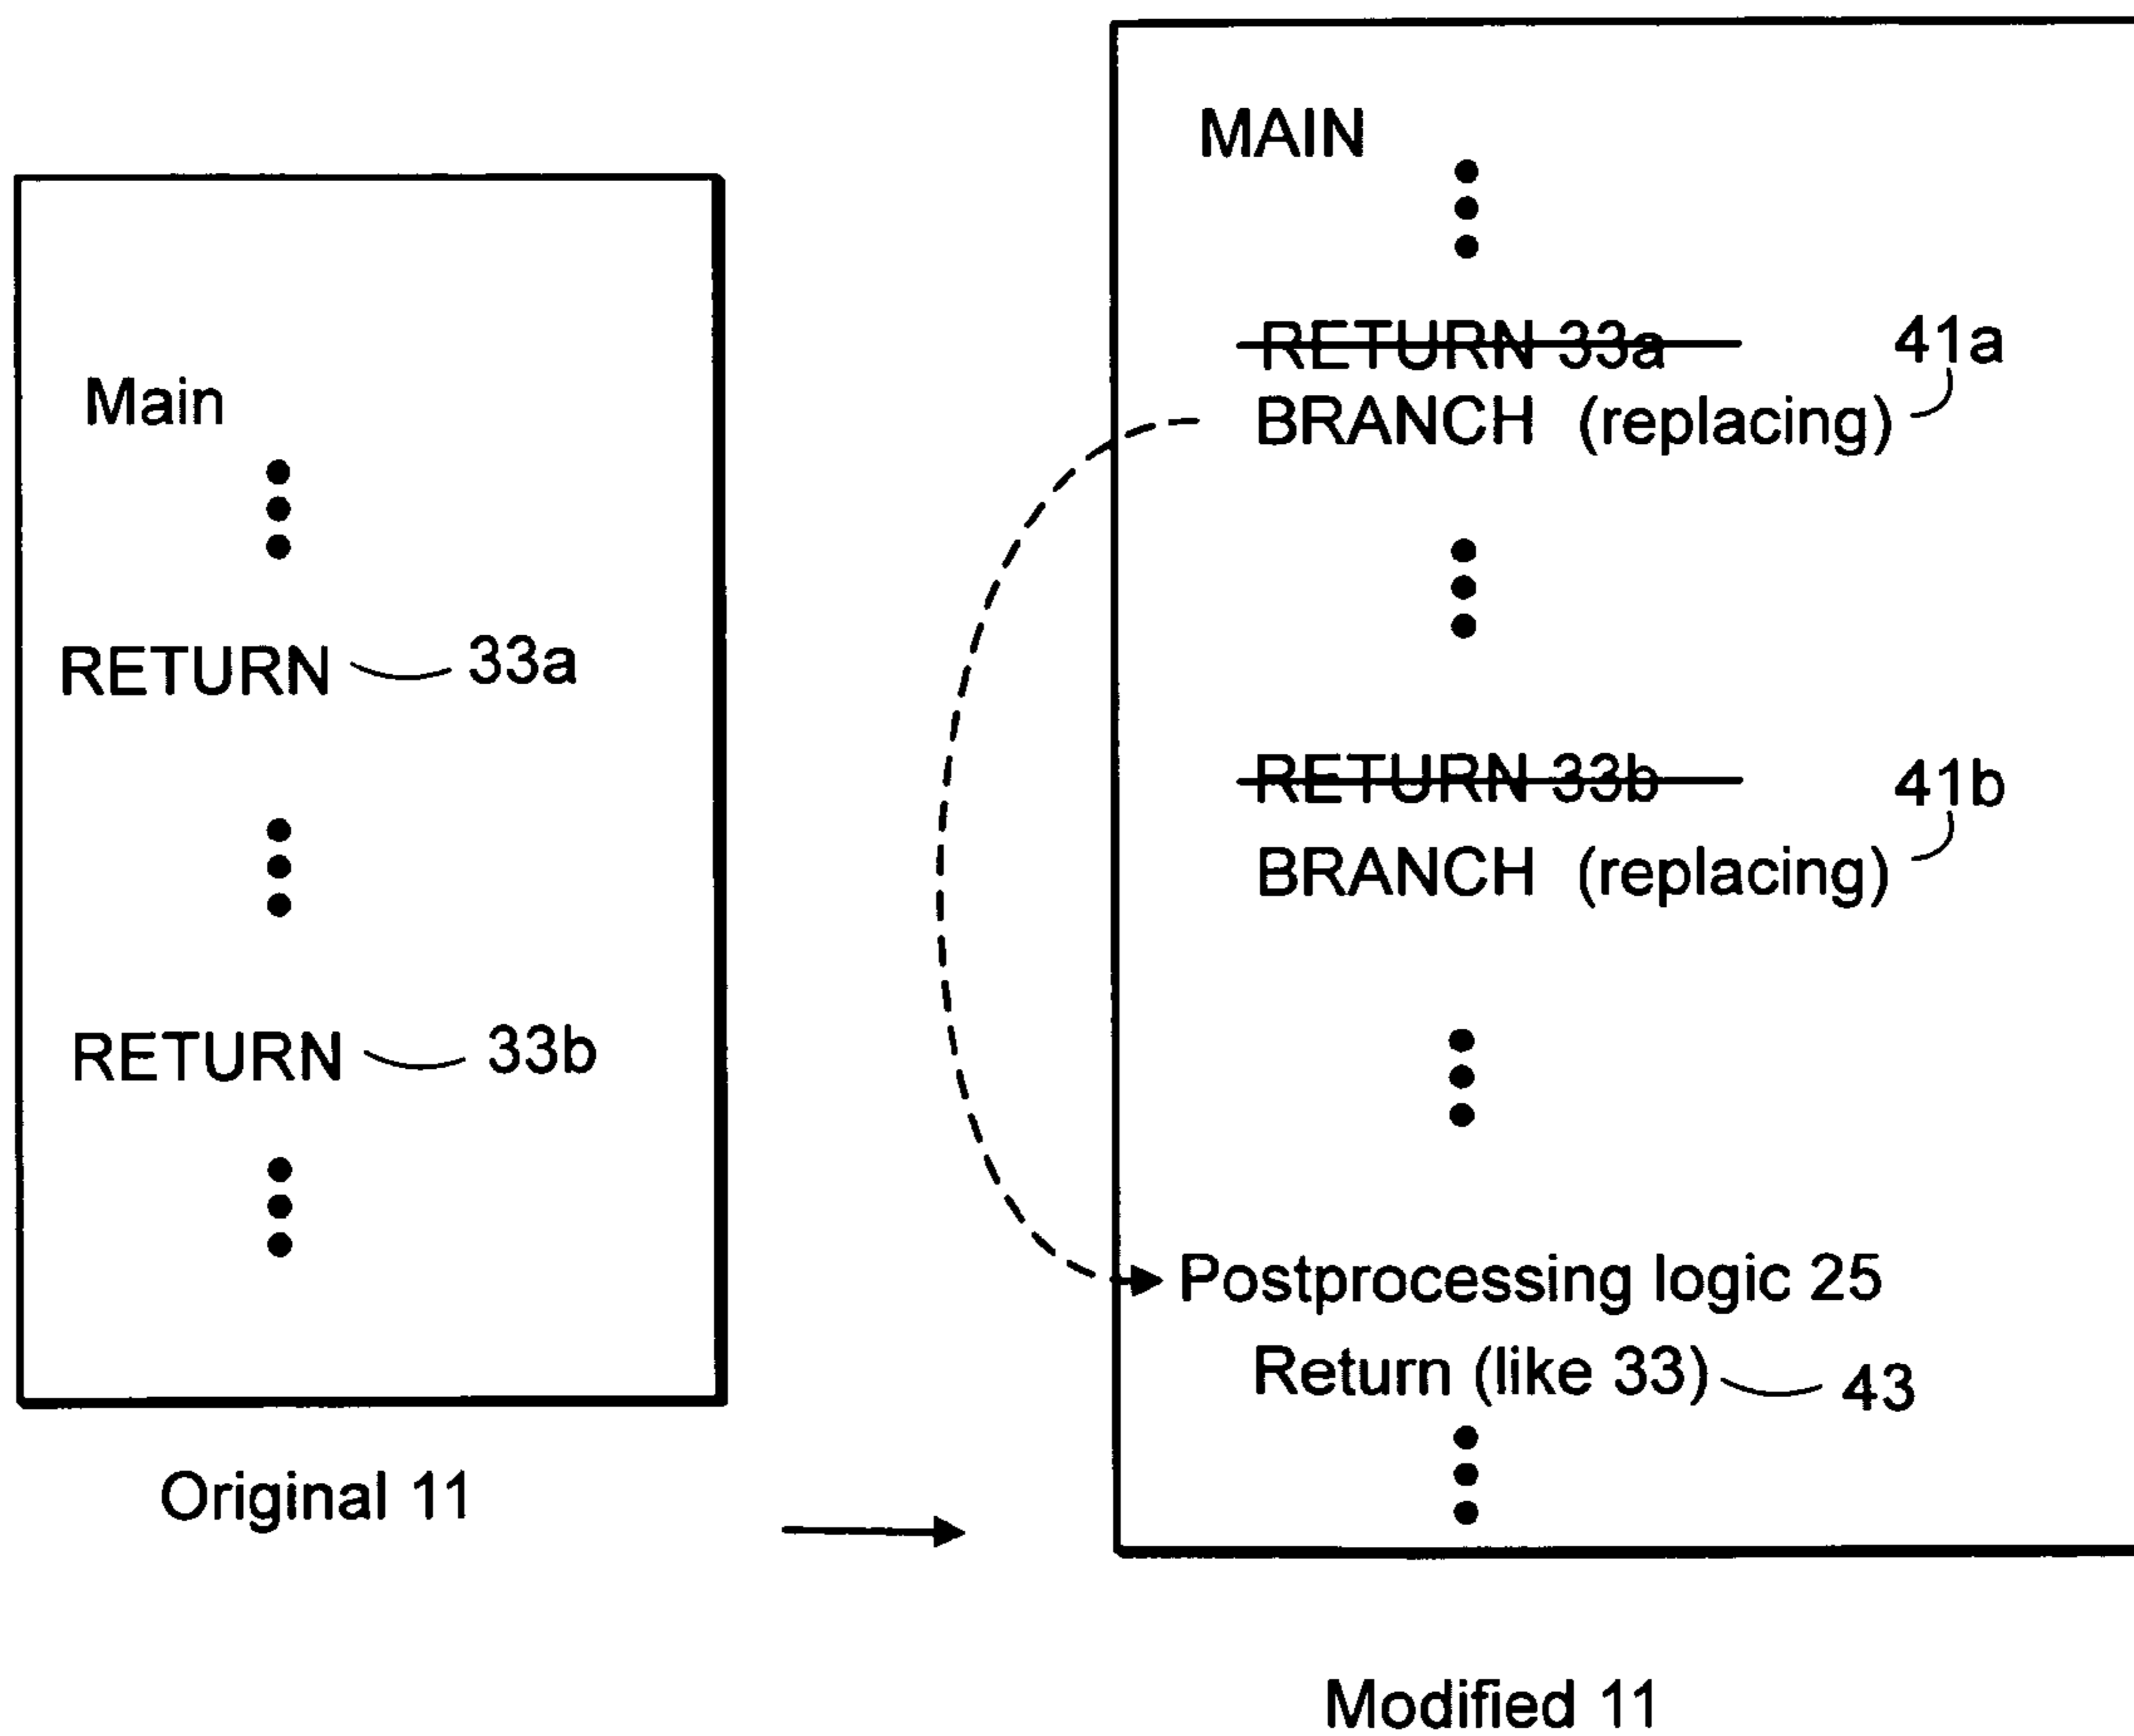 Main
RETURN 33a
RETURN 33b
Original 11
MAIN
RETURN 33a
41a
BRANCH (replacing)
RETURN 33b
41b
BRANCH (replacing)
Postprocessing logic 25
Return (like 33) 43
Modified 11